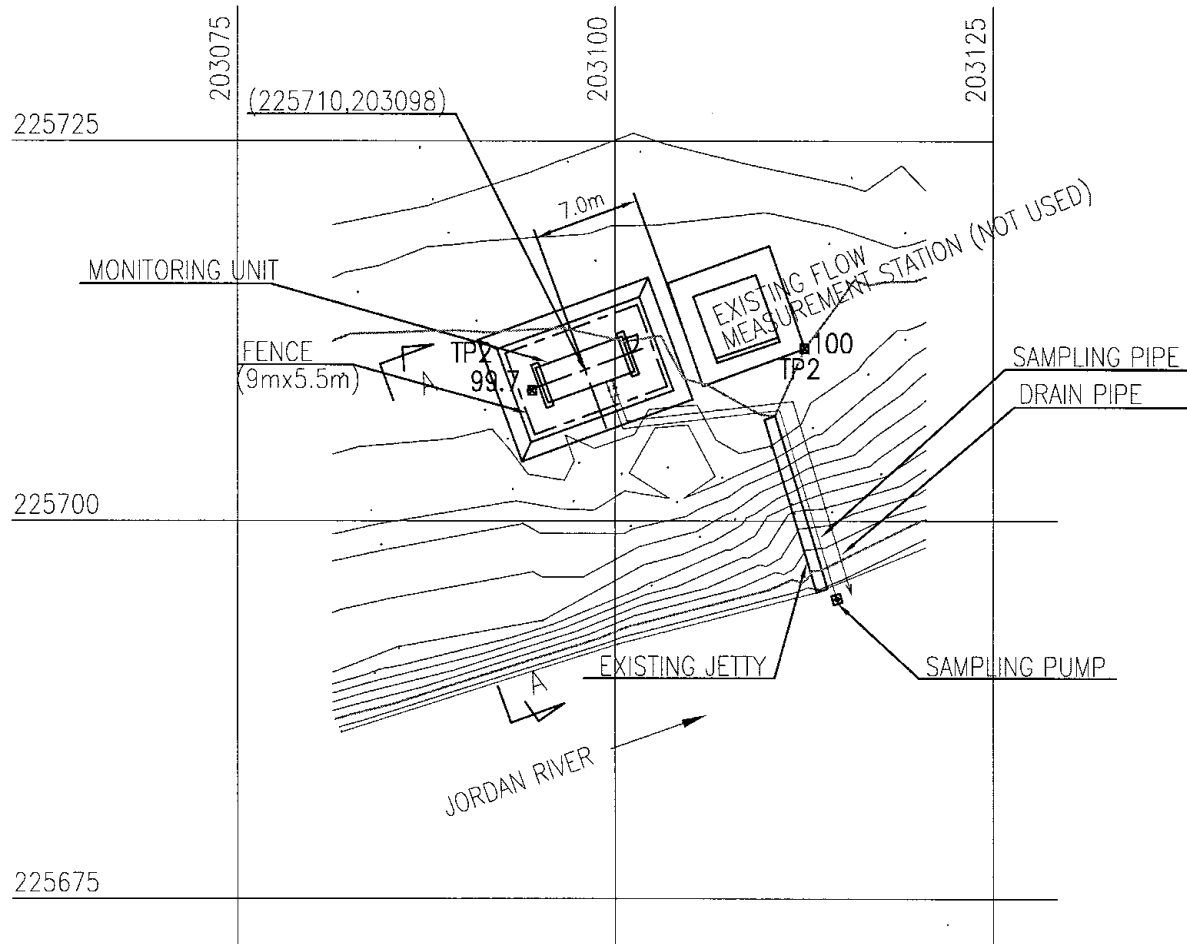 203075
203100
203125
(225710,203098)
225725
7.0m
MONITORING UNIT
EXISTING FLOW
MEASUREMENT STATION (NOT USED)
FENCE
(9mx5.5m)
TP2
99.7
100
TP2
A
SAMPLING PIPE
DRAIN PIPE
225700
EXISTING JETTY
SAMPLING PUMP
A
JORDAN RIVER
225675